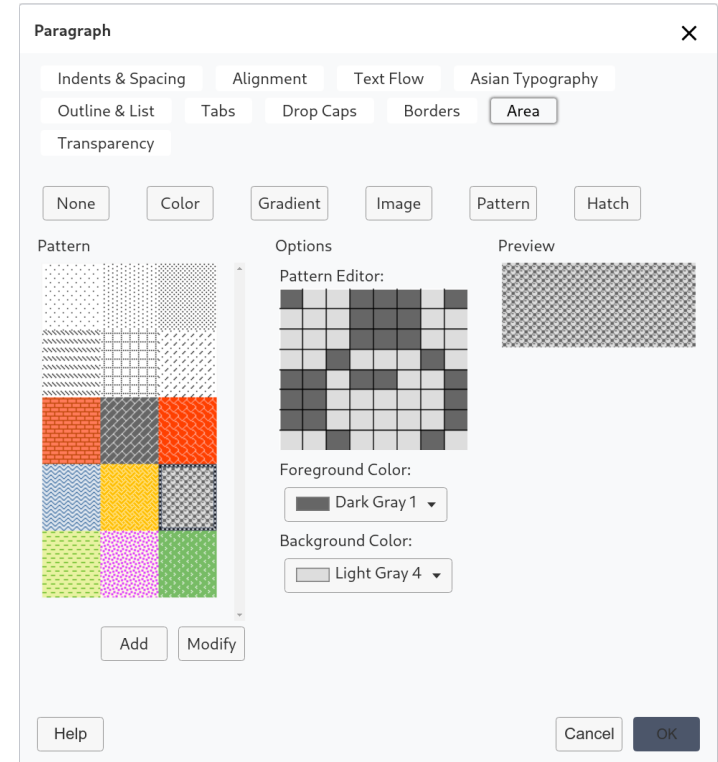 Paragraph
Indents & Spacing Alignment Text Flow Asian Typography
Outline & List Tabs Drop Caps Borders Area
Transparency
None Color Gradient Image Pattern Hatch
Pattern Options Preview
Pattern Editor:
Foreground Color:
Dark Gray 1
Background Color:
Light Gray 4
Add Modify
Help Cancel OK